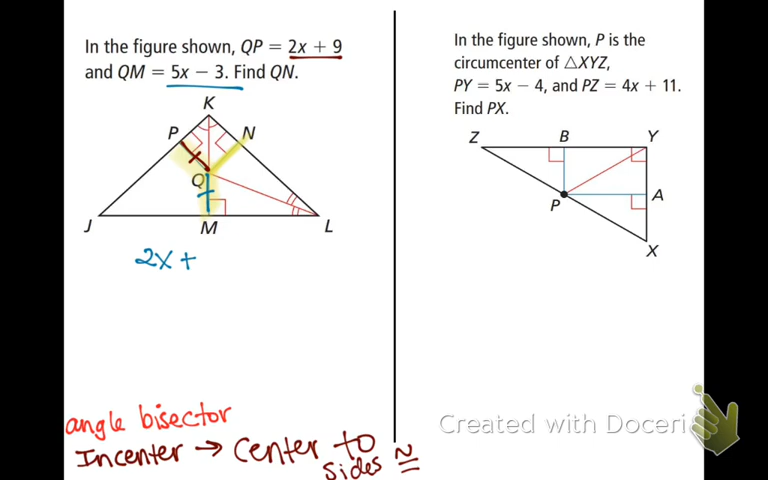 In the figure shown, QP = 2x + 9
and QM = 5x − 3. Find QN.
K
P
N
Q
J
M
L
2x +
angle bisector
Incenter → Center to
sides ≅
In the figure shown, P is the
circumcenter of △XYZ,
PY = 5x − 4, and PZ = 4x + 11.
Find PX.
Z
B
Y
P
A
X
Created with Doceri